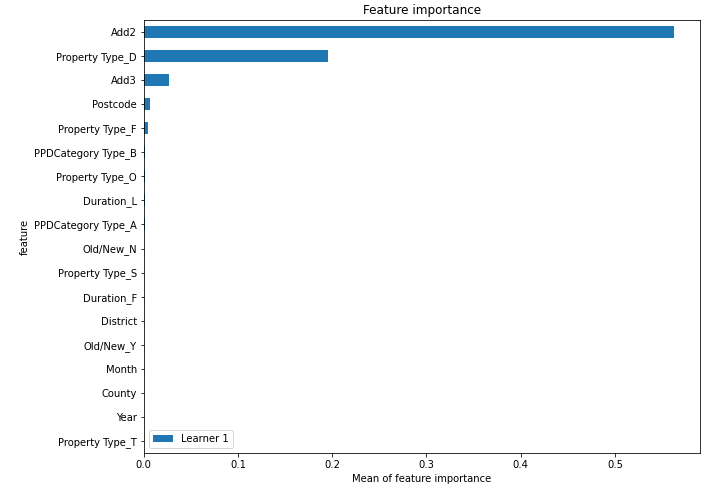 Feature importance
Add2
Property Type_D
Add3
Postcode
Property Type_F
PPDCategory Type_B
Property Type_O
Duration_L
PPDCategory Type_A
Old/New_N
Property Type_S
Duration_F
District
Old/New_Y
Month
County
Year
Property Type_T
feature
Learner 1
0.0 0.1 0.2 0.3 0.4 0.5
Mean of feature importance